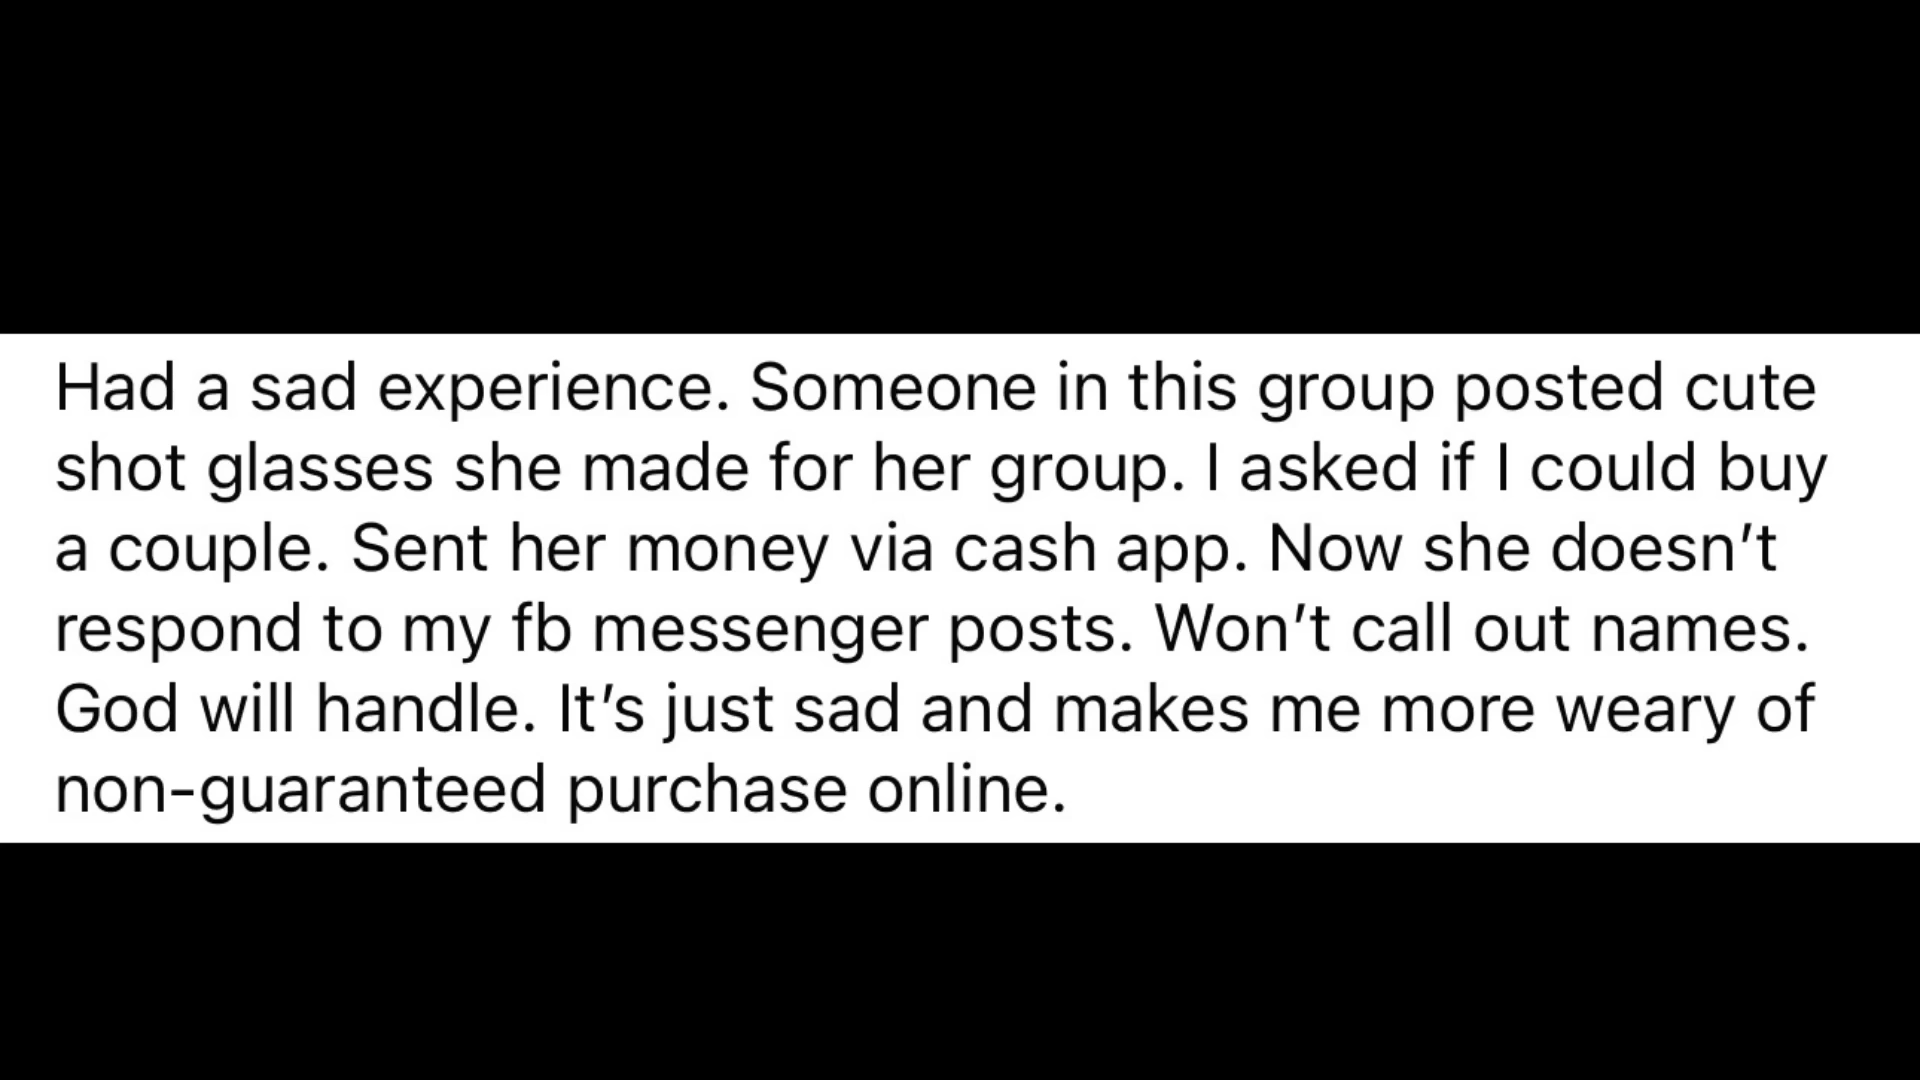 Had a sad experience. Someone in this group posted cute
shot glasses she made for her group. I asked if I could buy
a couple. Sent her money via cash app. Now she doesn’t
respond to my fb messenger posts. Won’t call out names.
God will handle. It’s just sad and makes me more weary of
non-guaranteed purchase online.